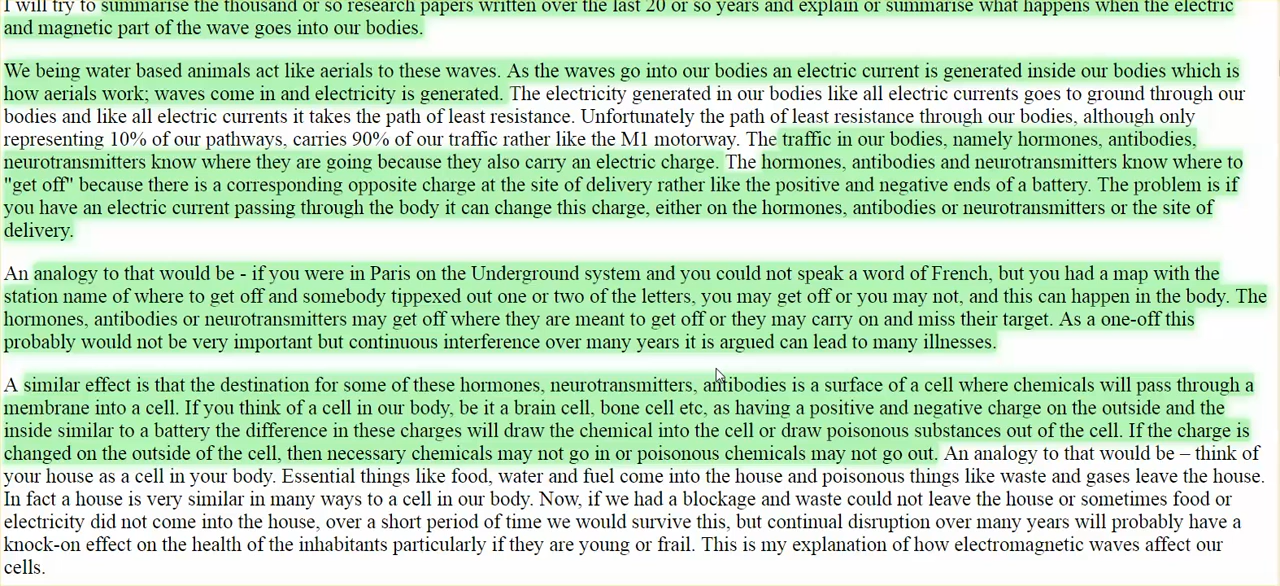 I will try to summarise the thousand or so research papers written over the last 20 or so years and explain or summarise what happens when the electric
and magnetic part of the wave goes into our bodies.
We being water based animals act like aerials to these waves. As the waves go into our bodies an electric current is generated inside our bodies which is
how aerials work; waves come in and electricity is generated. The electricity generated in our bodies like all electric currents goes to ground through our
bodies and like all electric currents it takes the path of least resistance. Unfortunately the path of least resistance through our bodies, although only
representing 10% of our pathways, carries 90% of our traffic rather like the M1 motorway. The traffic in our bodies, namely hormones, antibodies,
neurotransmitters know where they are going because they also carry an electric charge. The hormones, antibodies and neurotransmitters know where to
"get off" because there is a corresponding opposite charge at the site of delivery rather like the positive and negative ends of a battery. The problem is if
you have an electric current passing through the body it can change this charge, either on the hormones, antibodies or neurotransmitters or the site of
delivery.
An analogy to that would be - if you were in Paris on the Underground system and you could not speak a word of French, but you had a map with the
station name of where to get off and somebody tippexed out one or two of the letters, you may get off or you may not, and this can happen in the body. The
hormones, antibodies or neurotransmitters may get off where they are meant to get off or they may carry on and miss their target. As a one-off this
probably would not be very important but continuous interference over many years it is argued can lead to many illnesses.
A similar effect is that the destination for some of these hormones, neurotransmitters, antibodies is a surface of a cell where chemicals will pass through a
membrane into a cell. If you think of a cell in our body, be it a brain cell, bone cell etc, as having a positive and negative charge on the outside and the
inside similar to a battery the difference in these charges will draw the chemical into the cell or draw poisonous substances out of the cell. If the charge is
changed on the outside of the cell, then necessary chemicals may not go in or poisonous chemicals may not go out. An analogy to that would be – think of
your house as a cell in your body. Essential things like food, water and fuel come into the house and poisonous things like waste and gases leave the house.
In fact a house is very similar in many ways to a cell in our body. Now, if we had a blockage and waste could not leave the house or sometimes food or
electricity did not come into the house, over a short period of time we would survive this, but continual disruption over many years will probably have a
knock-on effect on the health of the inhabitants particularly if they are young or frail. This is my explanation of how electromagnetic waves affect our
cells.